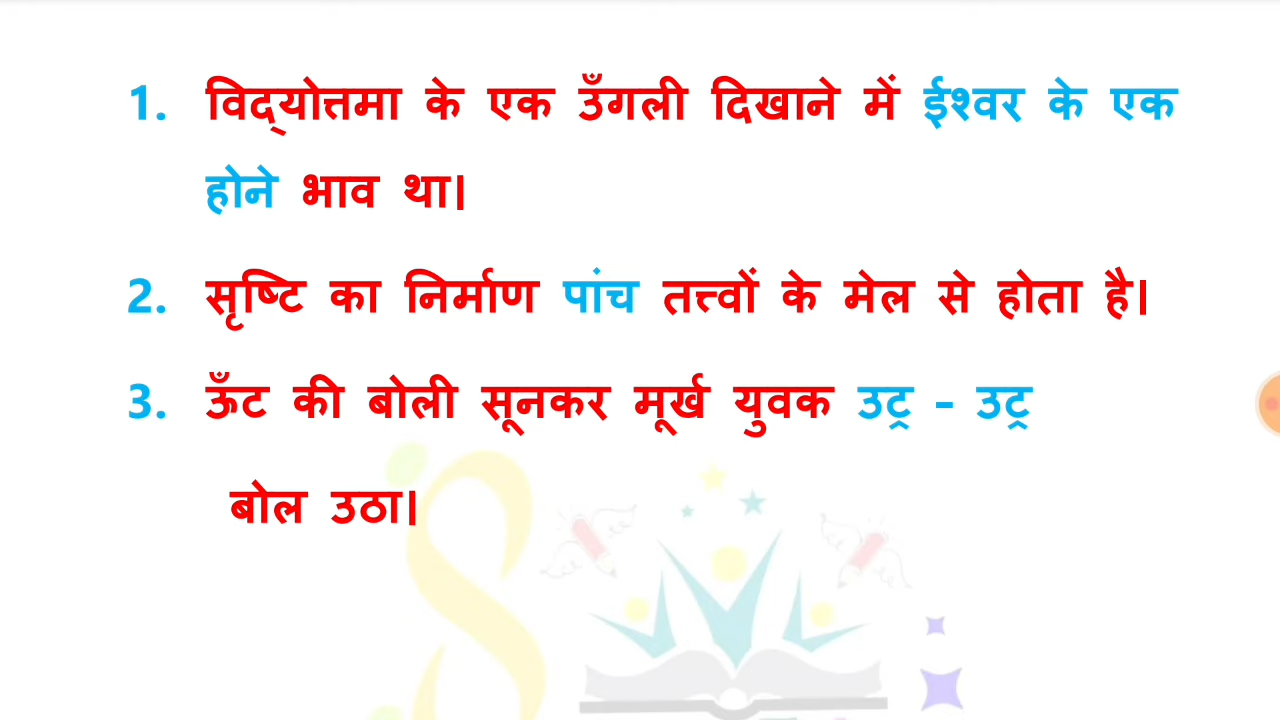 1. विद्‌योत्तमा के एक उँगली दिखाने में ईश्वर के एक
होने भाव था।
2. सृष्टि का निर्माण पांच तत्त्वों के मेल से होता है।
3. ऊँट की बोली सूनकर मूर्ख युवक उट्र - उट्र
बोल उठा।